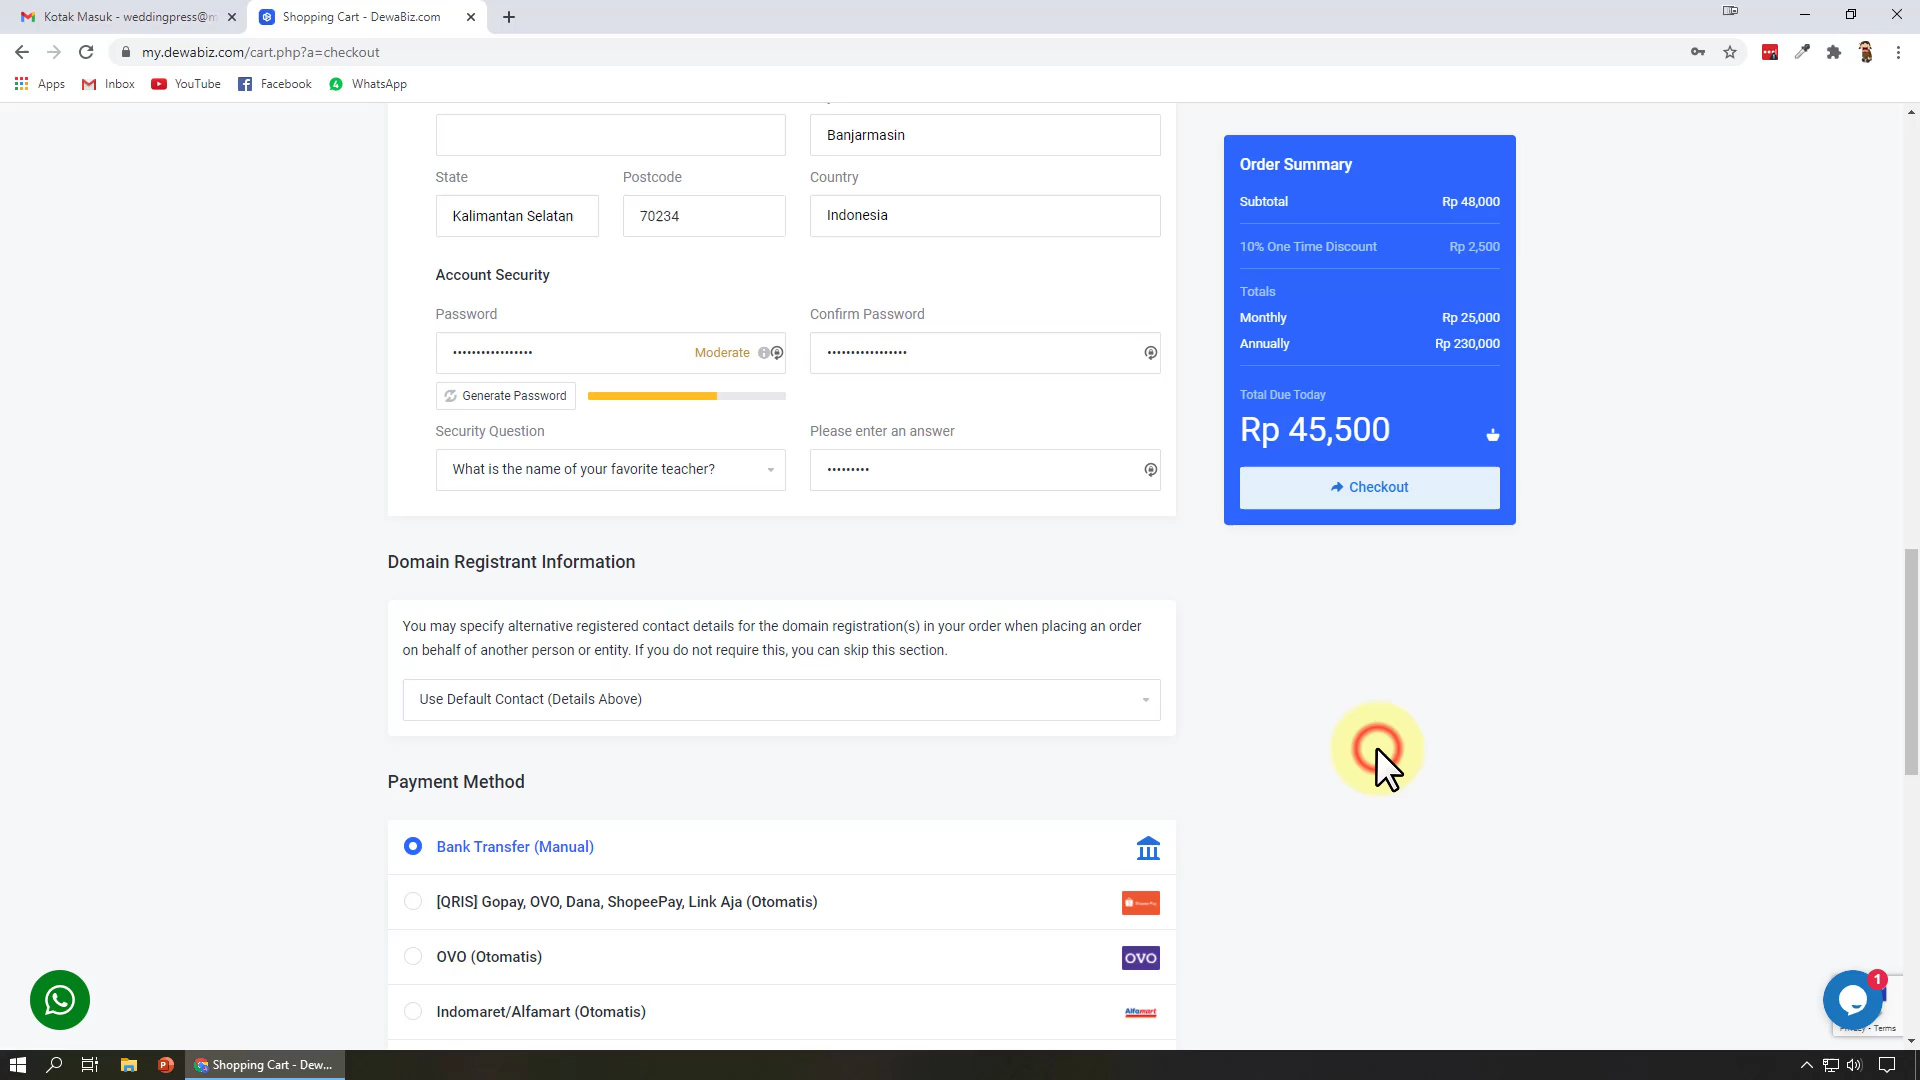 Kotak Masuk - weddingpress@m
Shopping Cart - DewaBiz.com
my.dewabiz.com/cart.php?a=checkout
Apps
Inbox
YouTube
Facebook
WhatsApp
Banjarmasin
State
Postcode
Country
Kalimantan Selatan
70234
Indonesia
Account Security
Password
Confirm Password
•••••••••••••••••
Moderate
•••••••••••••••••
Generate Password
Security Question
Please enter an answer
What is the name of your favorite teacher?
•••••••••
Order Summary
Subtotal
Rp 48,000
10% One Time Discount
Rp 2,500
Totals
Monthly
Rp 25,000
Annually
Rp 230,000
Total Due Today
Rp 45,500
Checkout
Domain Registrant Information
You may specify alternative registered contact details for the domain registration(s) in your order when placing an order
on behalf of another person or entity. If you do not require this, you can skip this section.
Use Default Contact (Details Above)
Payment Method
Bank Transfer (Manual)
[QRIS] Gopay, OVO, Dana, ShopeePay, Link Aja (Otomatis)
OVO (Otomatis)
OVO
Indomaret/Alfamart (Otomatis)
Alfamart
1
Terms
Shopping Cart - Dew...